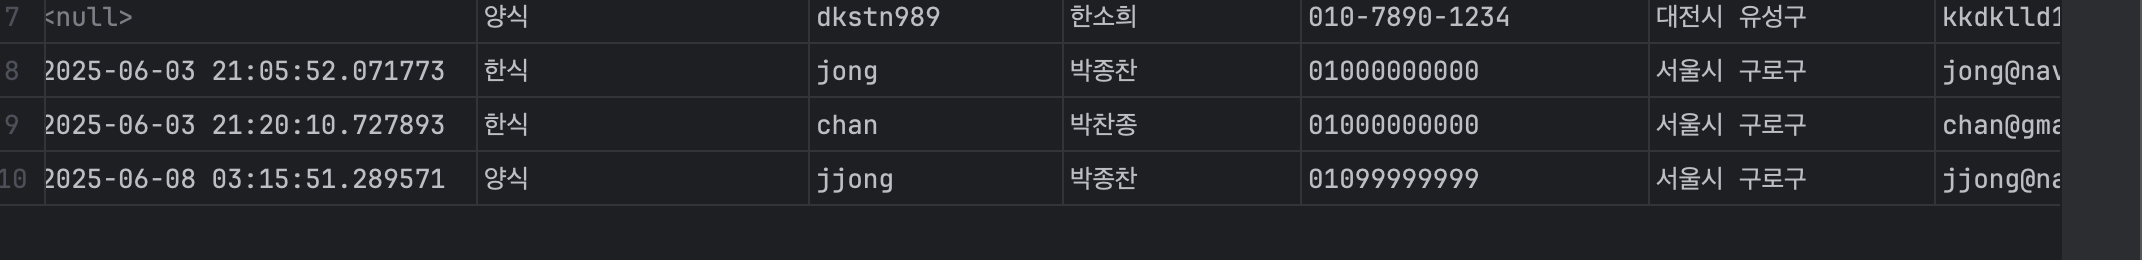 7 <null> 양식 dkstn989 한소희 010-7890-1234 대전시 유성구 kkdklld1
8 2025-06-03 21:05:52.071773 한식 jong 박종찬 01000000000 서울시 구로구 jong@nav
9 2025-06-03 21:20:10.727893 한식 chan 박찬종 01000000000 서울시 구로구 chan@gma
10 2025-06-08 03:15:51.289571 양식 jjong 박종찬 01099999999 서울시 구로구 jjong@na